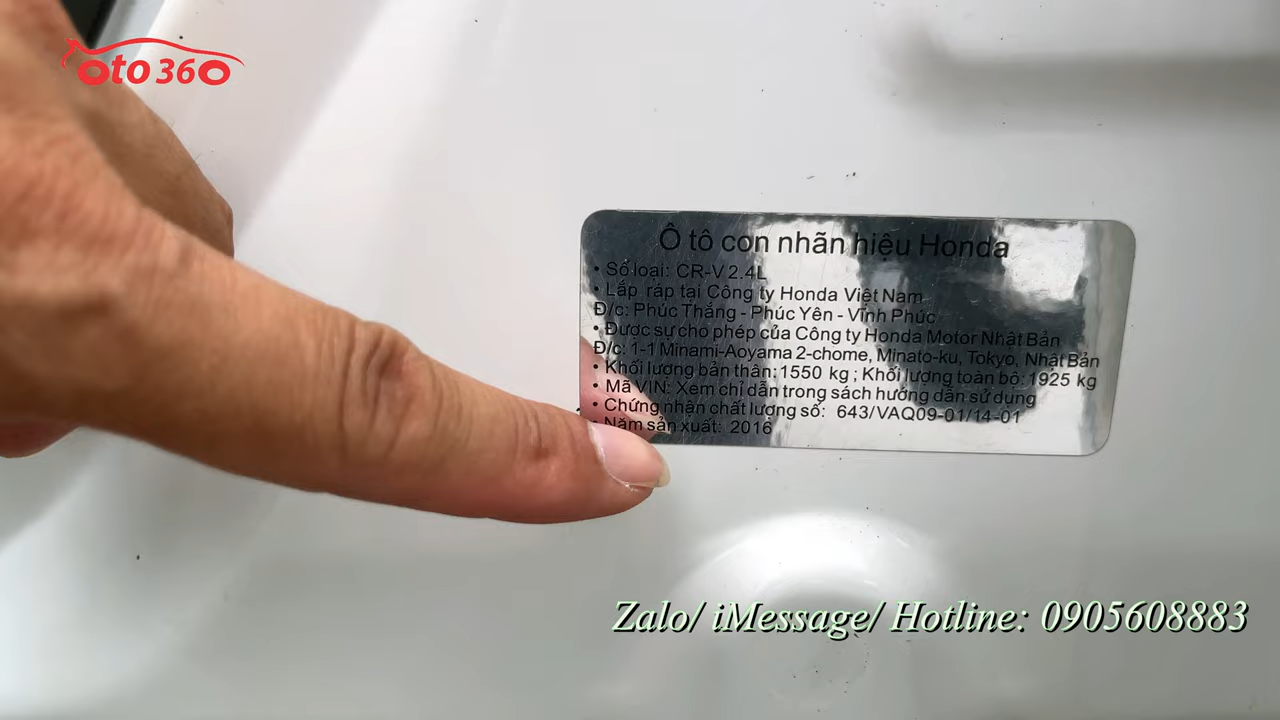 oto360
Ô tô con nhãn hiệu Honda
• Số loại: CR-V 2.4L
• Lắp ráp tại Công ty Honda Việt Nam
Đ/c: Phúc Thắng - Phúc Yên - Vĩnh Phúc
• Được sự cho phép của Công ty Honda Motor Nhật Bản
Đ/c: 1-1 Minami-Aoyama 2-chome, Minato-ku, Tokyo, Nhật Bản
• Khối lượng bản thân: 1550 kg ; Khối lượng toàn bộ: 1925 kg
• Mã VIN: Xem chỉ dẫn trong sách hướng dẫn sử dụng
• Chứng nhận chất lượng số: 643/VAQ09-01/14-01
• Năm sản xuất: 2016
Zalo/ iMessage/ Hotline: 0905608883